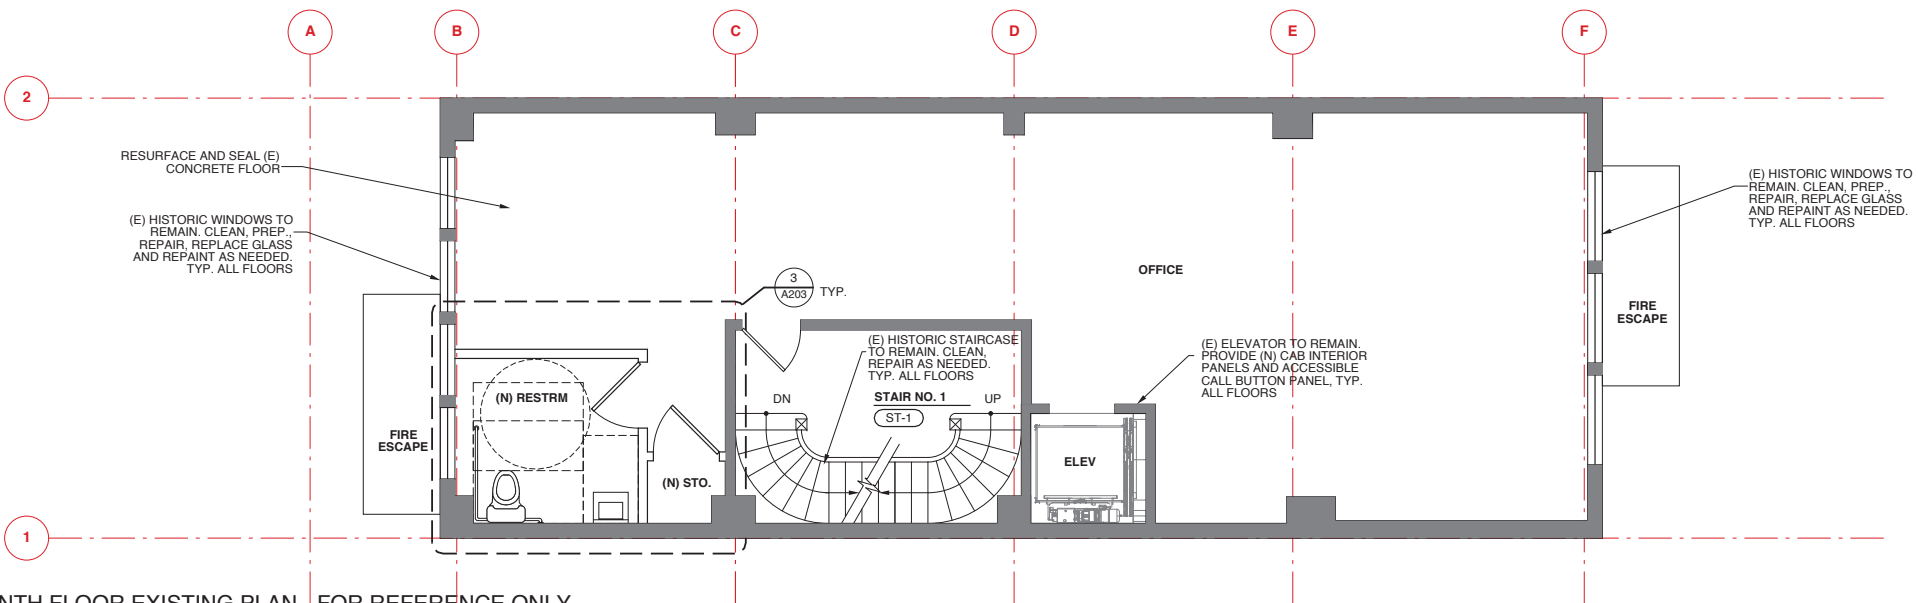 A
B
C
D
E
F
2
RESURFACE AND SEAL (E)
CONCRETE FLOOR
(E) HISTORIC WINDOWS TO
REMAIN. CLEAN, PREP.,
REPAIR, REPLACE GLASS
AND REPAINT AS NEEDED.
TYP. ALL FLOORS
(E) HISTORIC WINDOWS TO
REMAIN. CLEAN, PREP.,
REPAIR, REPLACE GLASS
AND REPAINT AS NEEDED.
TYP. ALL FLOORS
3
A203
TYP.
OFFICE
FIRE
ESCAPE
(E) HISTORIC STAIRCASE
TO REMAIN. CLEAN,
REPAIR AS NEEDED.
TYP. ALL FLOORS
(E) ELEVATOR TO REMAIN.
PROVIDE (N) CAB INTERIOR
PANELS AND ACCESSIBLE
CALL BUTTON PANEL, TYP.
ALL FLOORS
(N) RESTRM
DN
STAIR NO. 1
UP
ST-1
FIRE
ESCAPE
ELEV
(N) STO.
1
NTH FLOOR EXISTING PLAN - FOR REFERENCE ONLY